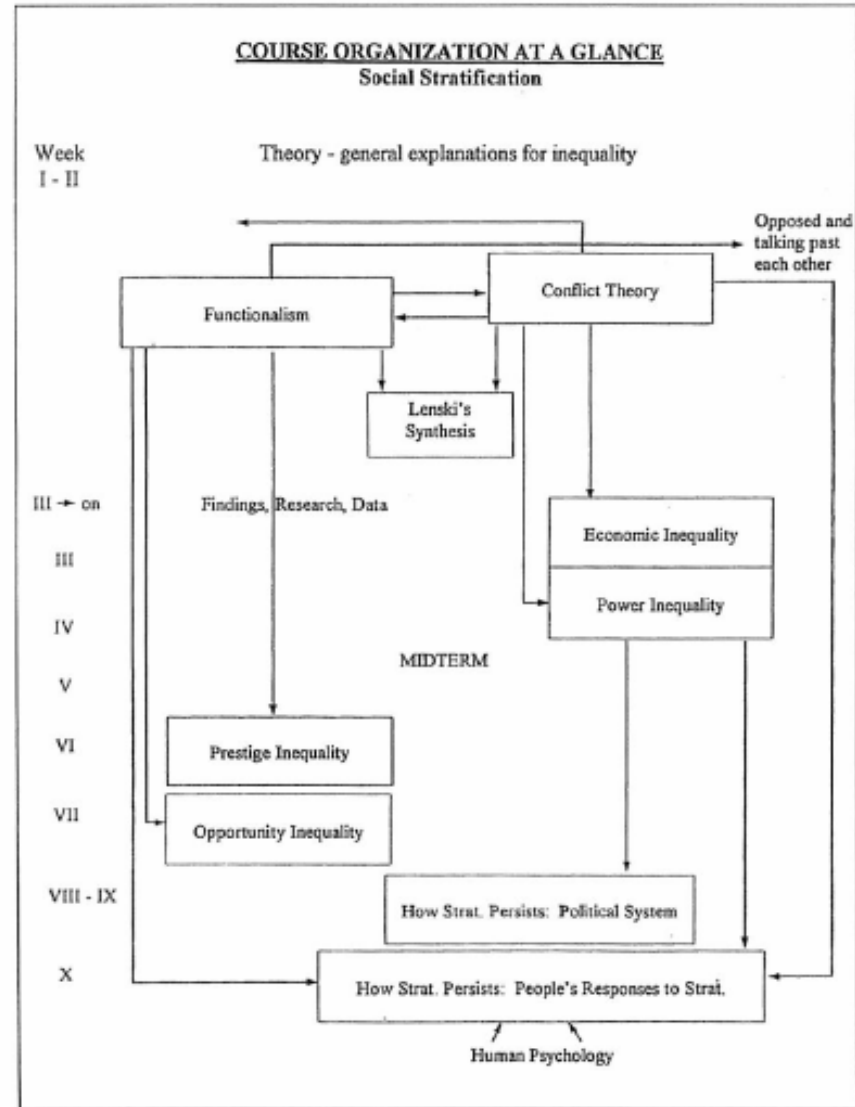 COURSE ORGANIZATION AT A GLANCE
Social Stratification
Week
I - II
Theory - general explanations for inequality
Opposed and
talking past
each other
Functionalism
Conflict Theory
Lenski's
Synthesis
III → on
Findings, Research, Data
Economic Inequality
III
Power Inequality
IV
MIDTERM
V
VI
Prestige Inequality
VII
Opportunity Inequality
VIII - IX
How Strat. Persists: Political System
X
How Strat. Persists: People's Responses to Strat.
Human Psychology